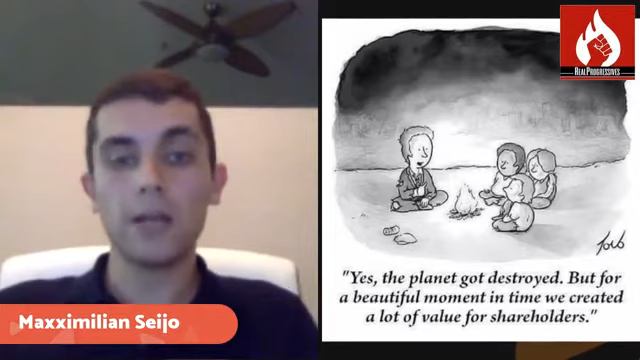 REALPROGRESSIVES
Maxximilian Seijo
"Yes, the planet got destroyed. But for
a beautiful moment in time we created
a lot of value for shareholders."